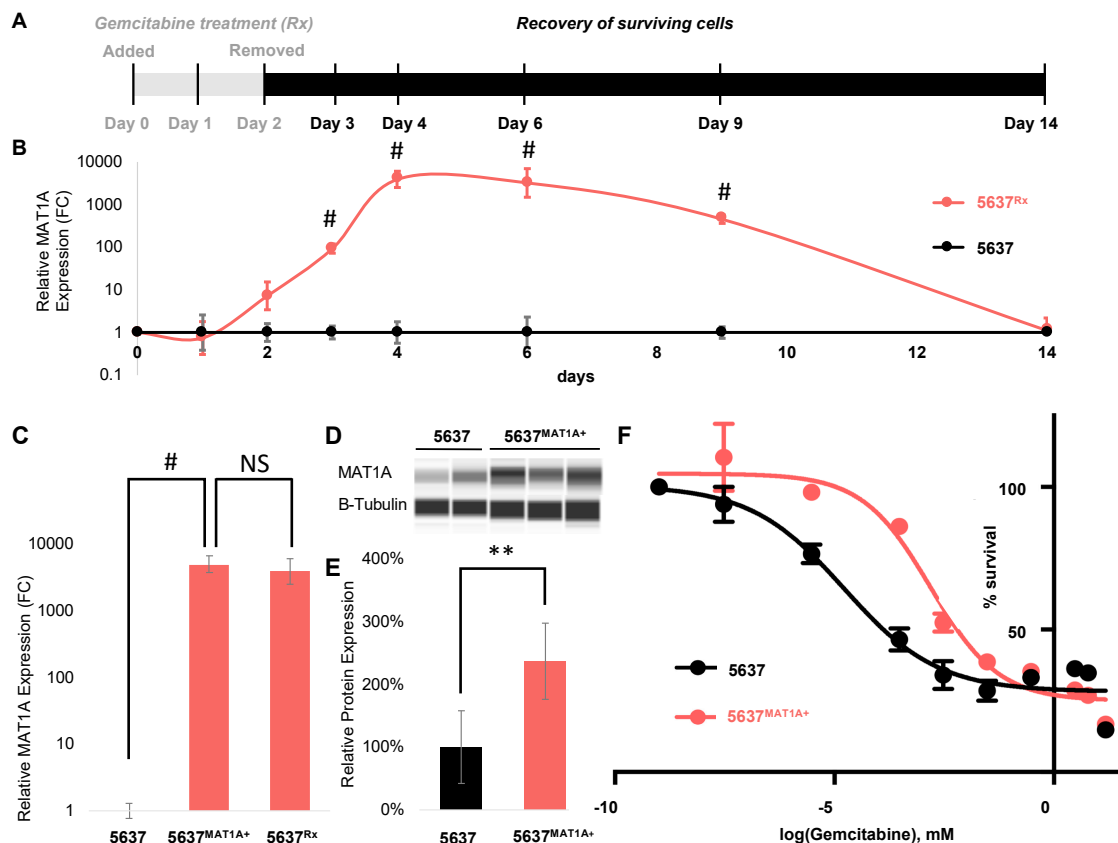 A
Gemcitabine treatment (Rx)
Recovery of surviving cells
Added
Removed
Day 0
Day 1
Day 2
Day 3
Day 4
Day 6
Day 9
Day 14
B
Relative MAT1A
Expression (FC)
10000
1000
100
10
1
0.1
#
#
#
#
5637Rx
5637
0
2
4
6
8
10
12
14
days
C
#
NS
Relative MAT1A Expression (FC)
10000
1000
100
10
1
5637
5637MAT1A+
5637Rx
D
5637
5637MAT1A+
MAT1A
B-Tubulin
E
Relative Protein Expression
400%
300%
200%
100%
0%
**
5637
5637MAT1A+
F
100
50
% survival
5637
5637MAT1A+
-10
-5
0
log(Gemcitabine), mM